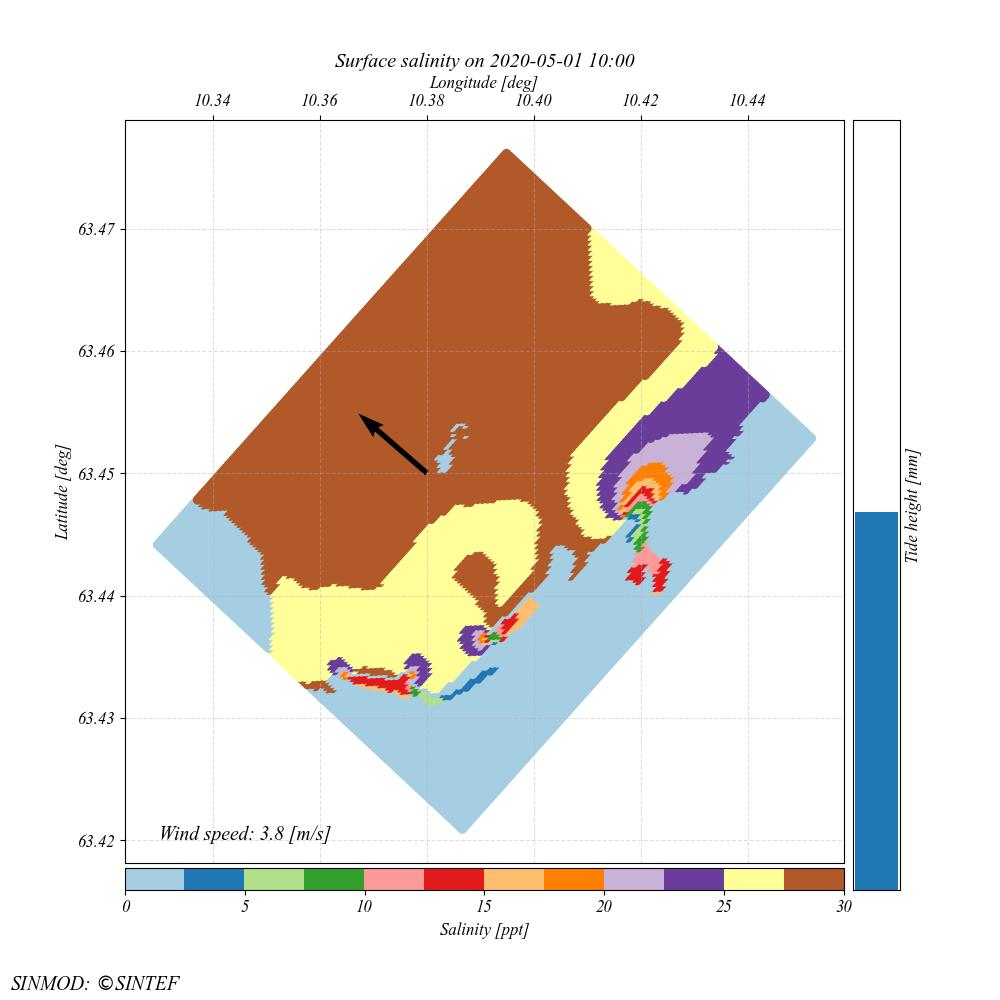 Surface salinity on 2020-05-01 10:00
Longitude [deg]
10.34 10.36 10.38 10.40 10.42 10.44
63.47
63.46
63.45
63.44
63.43
63.42
Latitude [deg]
Tide height [mm]
Wind speed: 3.8 [m/s]
0 5 10 15 20 25 30
Salinity [ppt]
SINMOD: ©SINTEF